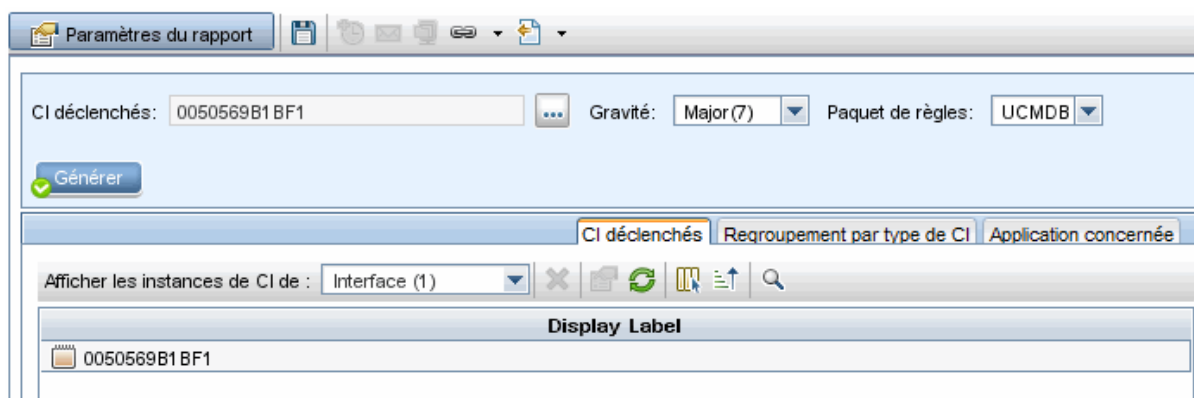 Paramètres du rapport
CI déclenchés: 0050569B1BF1 ... Gravité: Major(7) Paquet de règles: UCMDB
Générer
CI déclenchés Regroupement par type de CI Application concernée
Afficher les instances de CI de : Interface (1)
Display Label
0050569B1BF1